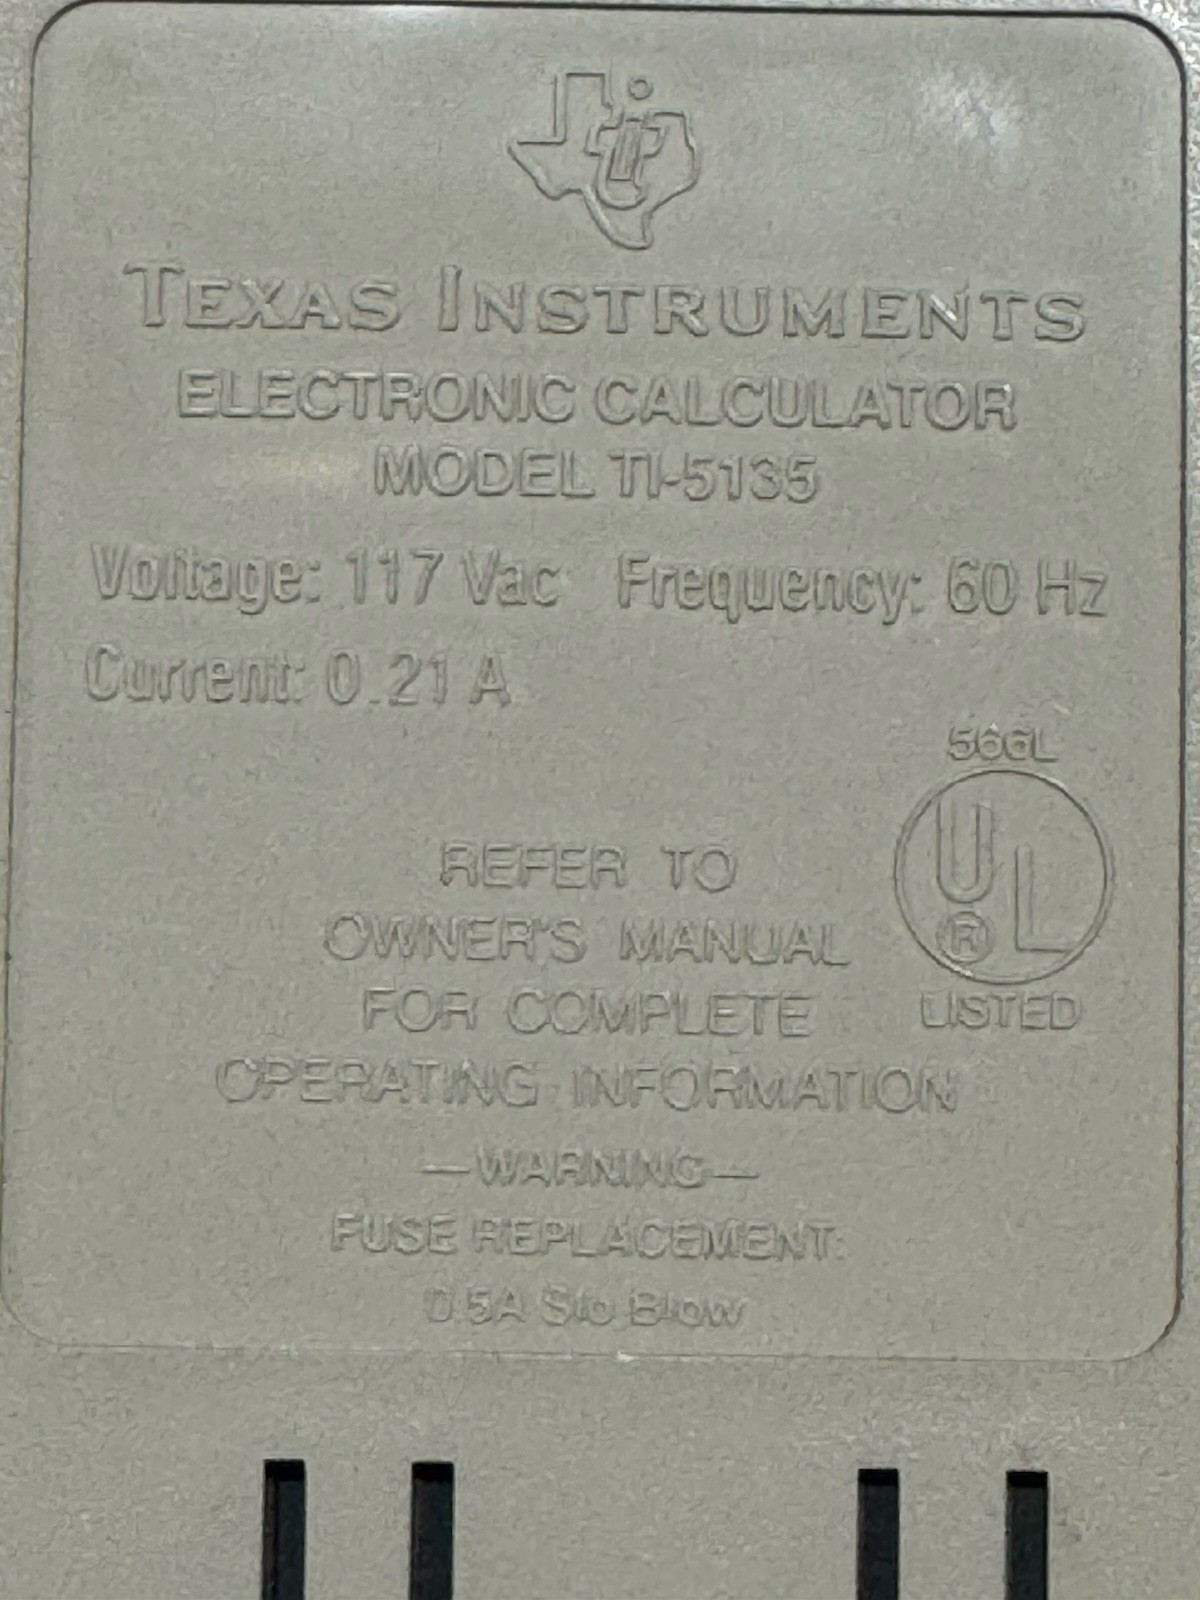 Ti
TEXAS INSTRUMENTS
ELECTRONIC CALCULATOR
MODEL TI-5135
Voltage: 117 Vac Frequency: 60 Hz
Current: 0.21 A
566L
UL
®
LISTED
REFER TO
OWNER'S MANUAL
FOR COMPLETE
OPERATING INFORMATION
—WARNING—
FUSE REPLACEMENT:
0.5A Slo Blow